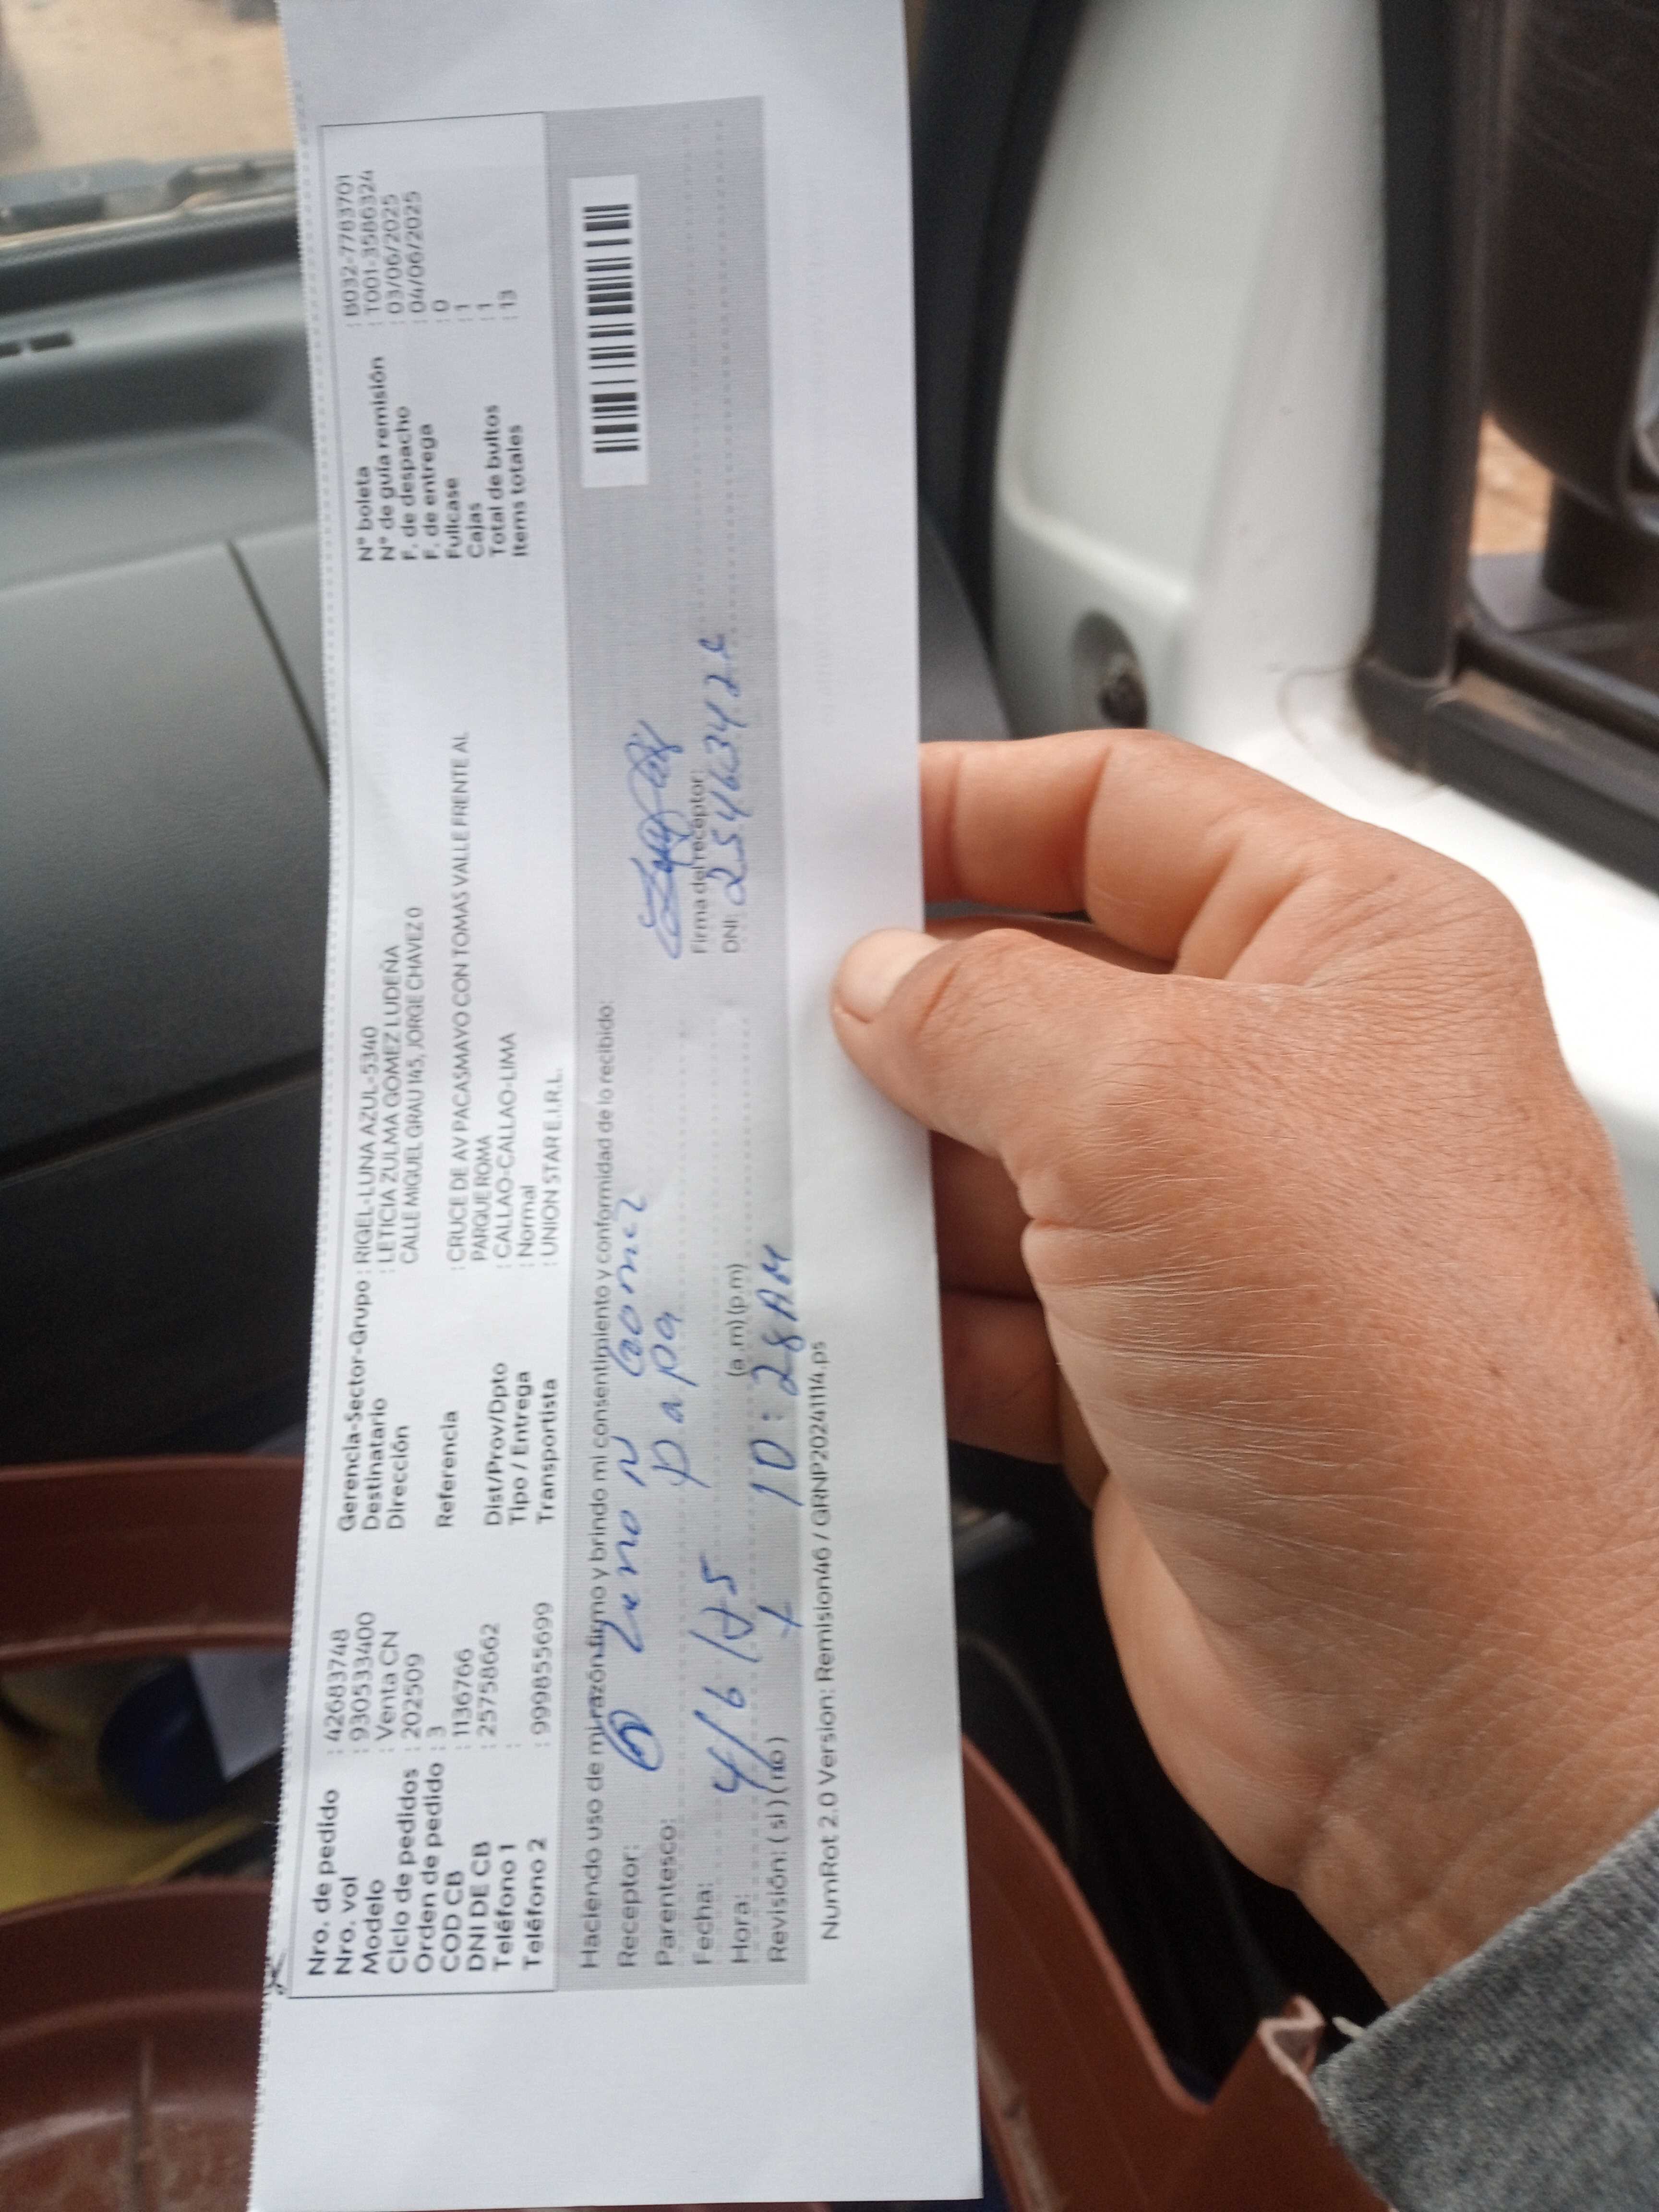 Nro. de pedido : 42683748
Nro. vol : 930533400
Modelo : Venta CN
Ciclo de pedidos : 202509
Orden de pedido : 3
COD CB : 1136766
DNI DE CB : 25758662
Teléfono 1 :
Teléfono 2 : 999855699
Gerencia-Sector-Grupo : RIGEL-LUNA AZUL-5340
Destinatario : LETICIA ZULMA GOMEZ LUDEÑA
Dirección CALLE MIGUEL GRAU 145, JORGE CHAVEZ 0
Referencia : CRUCE DE AV PACASMAYO CON TOMAS VALLE FRENTE AL
PARQUE ROMA
Dist/Prov/Dpto : CALLAO-CALLAO-LIMA
Tipo / Entrega : Normal
Transportista : UNION STAR E.I.R.L.
N° boleta : B032-7783701
N° de guía remisión : T001-3586324
F. de despacho : 03/06/2025
F. de entrega : 04/06/2025
Fullcase : 0
Cajas : 1
Total de bultos : 1
Items totales : 13
Haciendo uso de mi razón firmo y brindo mi consentimiento y conformidad de lo recibido:
Receptor: Zenon Gomez
Parentesco: papa
Fecha: 4/6/25
Hora: (a.m) (p.m) 10:28 AM
Revisión: ( si ) ( no )
Firma del receptor:
DNI:
NumRot 2.0 Version: Remision46 / GRNP20241114.ps